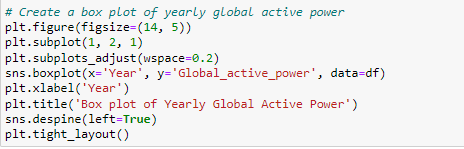 # Create a box plot of yearly global active power
plt.figure(figsize=(14, 5))
plt.subplot(1, 2, 1)
plt.subplots_adjust(wspace=0.2)
sns.boxplot(x='Year', y='Global_active_power', data=df)
plt.xlabel('Year')
plt.title('Box plot of Yearly Global Active Power')
sns.despine(left=True)
plt.tight_layout()